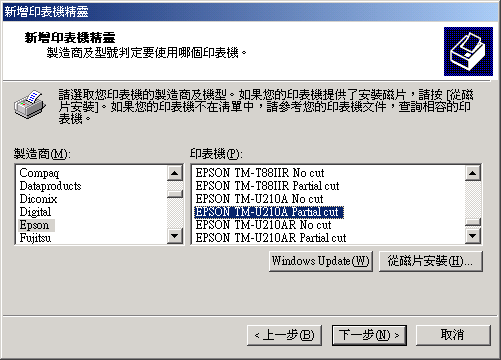 新增印表機精靈
新增印表機精靈
製造商及型號判定要使用哪個印表機。
請選取您印表機的製造商及機型。如果您的印表機提供了安裝磁片，請按 [從磁
片安裝]。如果您的印表機不在清單中，請參考您的印表機文件，查詢相容的印
表機。
製造商(M):
Compaq
Dataproducts
Diconix
Digital
Epson
Fujitsu
印表機(P):
EPSON TM-T88IIR No cut
EPSON TM-T88IIR Partial cut
EPSON TM-U210A No cut
EPSON TM-U210A Partial cut
EPSON TM-U210AR No cut
EPSON TM-U210AR Partial cut
Windows Update(W)
從磁片安裝(H)...
< 上一步(B)
下一步(N) >
取消